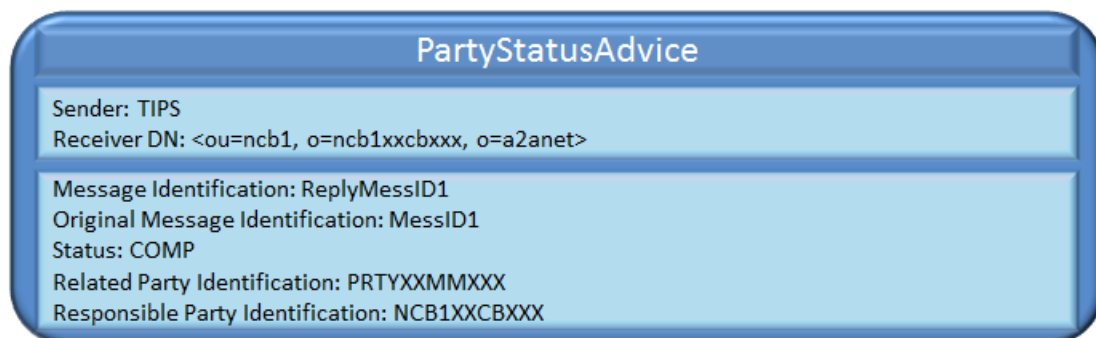 PartyStatusAdvice
Sender: TIPS
Receiver DN: <ou=ncb1, o=ncb1xxcbxxx, o=a2anet>
Message Identification: ReplyMessID1
Original Message Identification: MessID1
Status: COMP
Related Party Identification: PRTYXXMMXXX
Responsible Party Identification: NCB1XXCBXXX